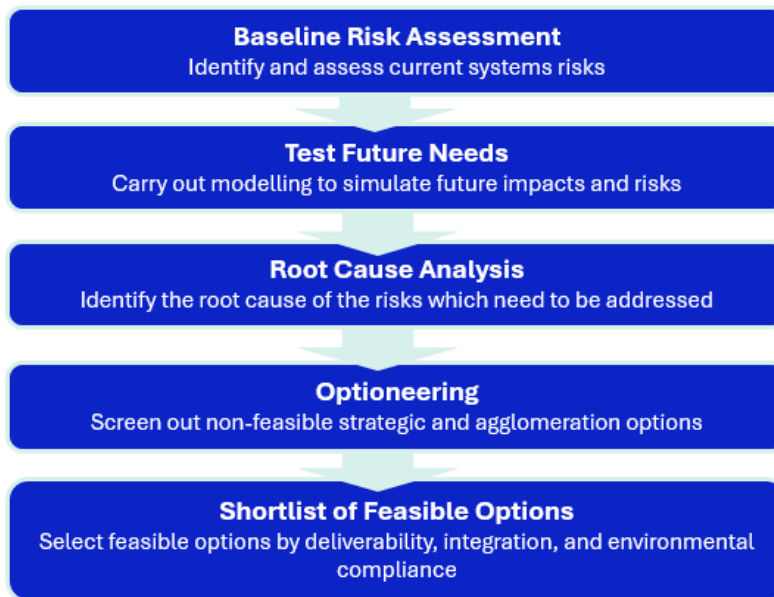 Baseline Risk Assessment
Identify and assess current systems risks
Test Future Needs
Carry out modelling to simulate future impacts and risks
Root Cause Analysis
Identify the root cause of the risks which need to be addressed
Optioneering
Screen out non-feasible strategic and agglomeration options
Shortlist of Feasible Options
Select feasible options by deliverability, integration, and environmental
compliance